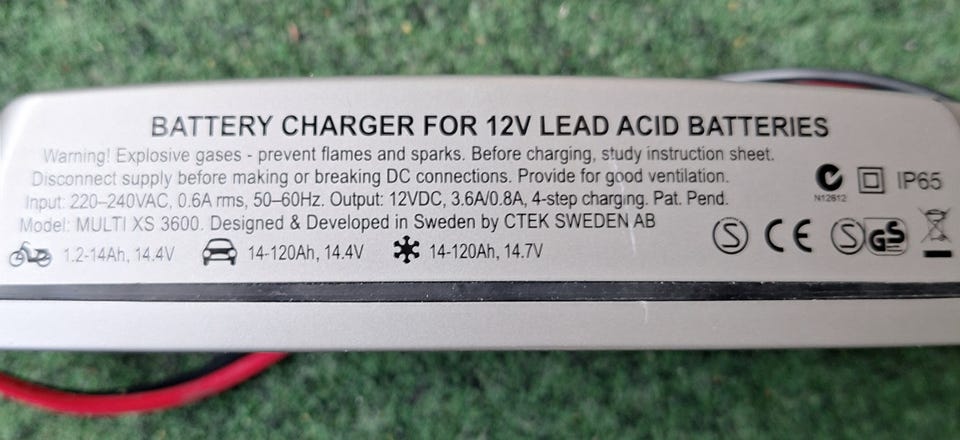 BATTERY CHARGER FOR 12V LEAD ACID BATTERIES
Warning! Explosive gases - prevent flames and sparks. Before charging, study instruction sheet.
Disconnect supply before making or breaking DC connections. Provide for good ventilation.
Input: 220–240VAC, 0.6A rms, 50–60Hz. Output: 12VDC, 3.6A/0.8A, 4-step charging. Pat. Pend.
Model: MULTI XS 3600. Designed & Developed in Sweden by CTEK SWEDEN AB
1.2-14Ah, 14.4V 14-120Ah, 14.4V 14-120Ah, 14.7V
N12612 IP65
S CE S GS